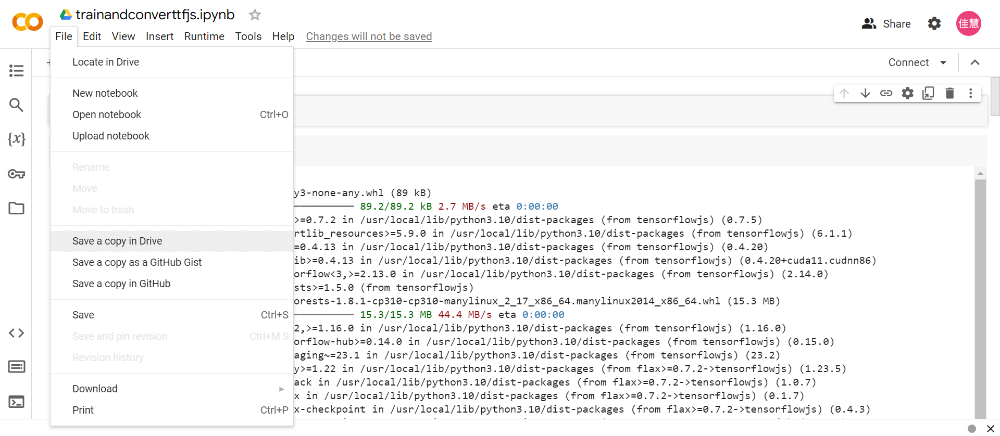 trainandconverttfjs.ipynb
File Edit View Insert Runtime Tools Help Changes will not be saved
Share
佳慧
Connect
Locate in Drive
New notebook
Open notebook Ctrl+O
Upload notebook
Rename
Move
Move to trash
Save a copy in Drive
Save a copy as a GitHub Gist
Save a copy in GitHub
Save Ctrl+S
Save and pin revision Ctrl+M S
Revision history
Download
Print Ctrl+P
{x}
y3-none-any.whl (89 kB)
89.2/89.2 kB 2.7 MB/s eta 0:00:00
>=0.7.2 in /usr/local/lib/python3.10/dist-packages (from tensorflowjs) (0.7.5)
rtlib_resources>=5.9.0 in /usr/local/lib/python3.10/dist-packages (from tensorflowjs) (6.1.1)
=0.4.13 in /usr/local/lib/python3.10/dist-packages (from tensorflowjs) (0.4.20)
ib>=0.4.13 in /usr/local/lib/python3.10/dist-packages (from tensorflowjs) (0.4.20+cuda11.cudnn86)
orflow<3,>=2.13.0 in /usr/local/lib/python3.10/dist-packages (from tensorflowjs) (2.14.0)
sts>=1.5.0 (from tensorflowjs)
orests-1.8.1-cp310-cp310-manylinux_2_17_x86_64.manylinux2014_x86_64.whl (15.3 MB)
15.3/15.3 MB 44.4 MB/s eta 0:00:00
2,>=1.16.0 in /usr/local/lib/python3.10/dist-packages (from tensorflowjs) (1.16.0)
orflow-hub>=0.14.0 in /usr/local/lib/python3.10/dist-packages (from tensorflowjs) (0.15.0)
aging~=23.1 in /usr/local/lib/python3.10/dist-packages (from tensorflowjs) (23.2)
y>=1.22 in /usr/local/lib/python3.10/dist-packages (from flax>=0.7.2->tensorflowjs) (1.23.5)
ack in /usr/local/lib/python3.10/dist-packages (from flax>=0.7.2->tensorflowjs) (1.0.7)
x in /usr/local/lib/python3.10/dist-packages (from flax>=0.7.2->tensorflowjs) (0.1.7)
x-checkpoint in /usr/local/lib/python3.10/dist-packages (from flax>=0.7.2->tensorflowjs) (0.4.3)